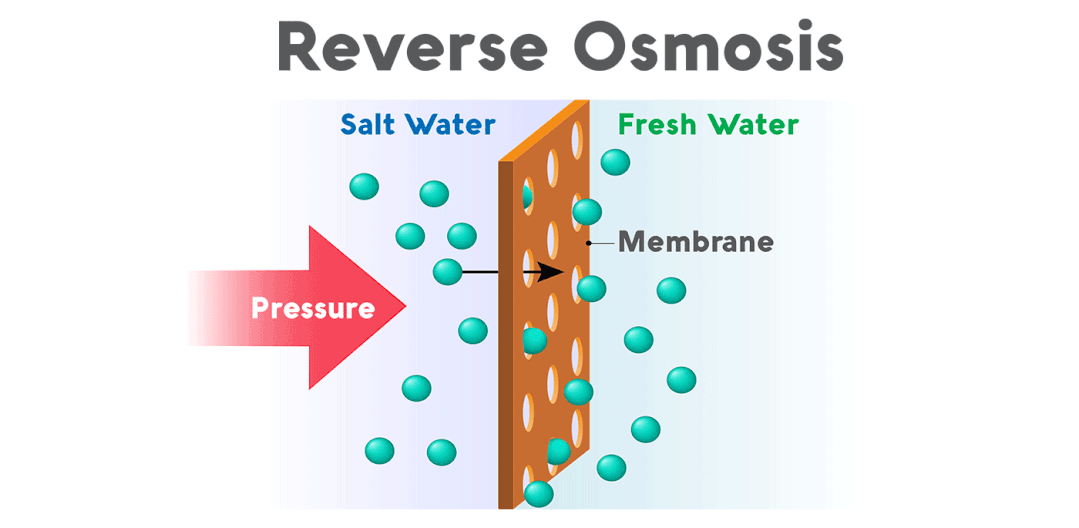 Reverse Osmosis
Salt Water
Fresh Water
Membrane
Pressure